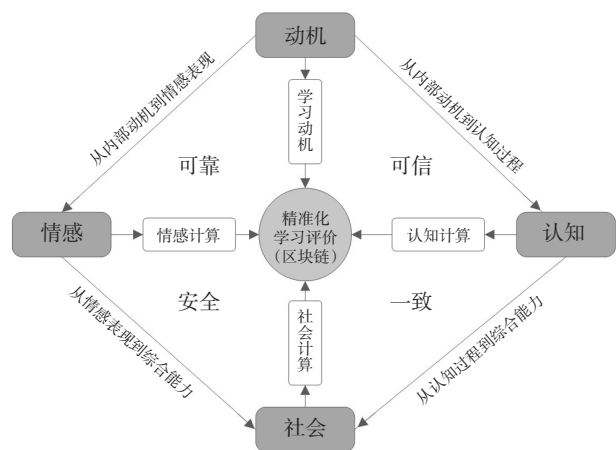 动机
从内部动机到情感表现
学习动机
从内部动机到认知过程
可靠
可信
情感
情感计算
精准化
学习评价
(区块链)
认知计算
认知
安全
一致
从情感表现到综合能力
社会计算
从认知过程到综合能力
社会